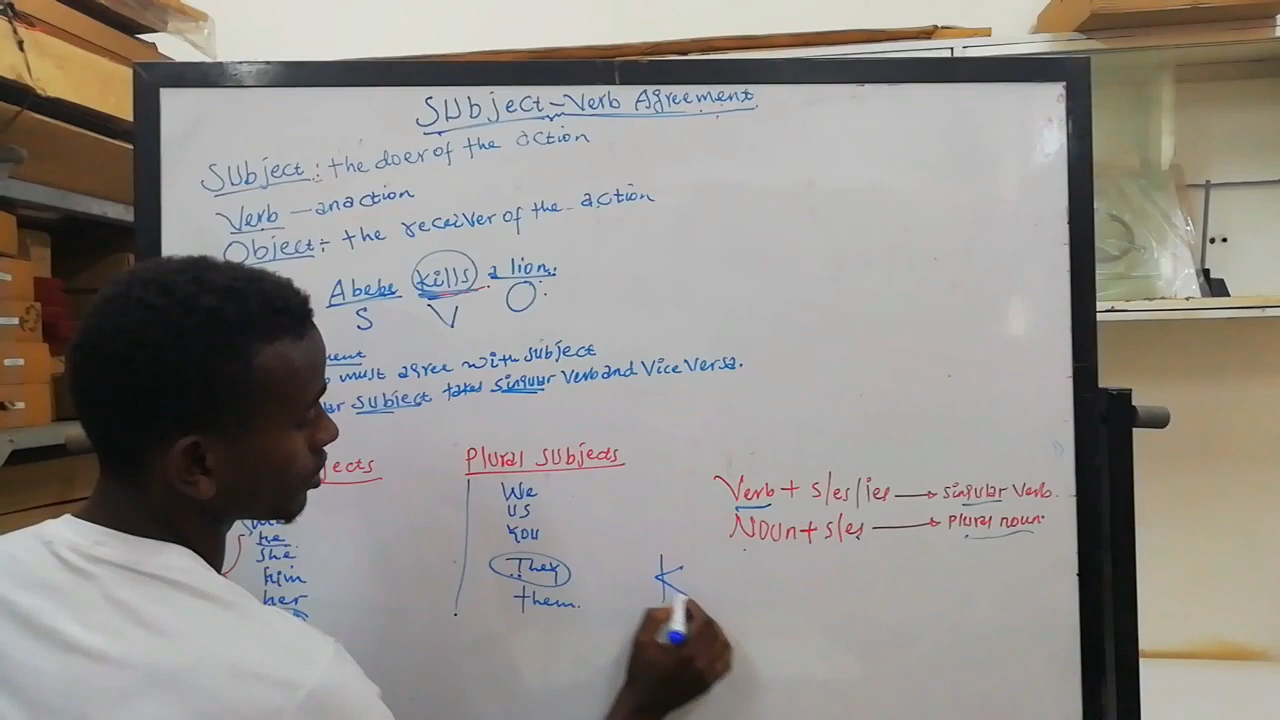 Subject-Verb Agreement
Subject: the doer of the action
Verb - an action
Object: the receiver of the action
Abebe kills a lion.
S V O
must agree with subject
subject takes singular verb and vice versa.
Plural subjects
We
us
you
They
them.
he
she
him
her
Verb + s/es/ies → singular verb.
Noun + s/es → plural noun.
K